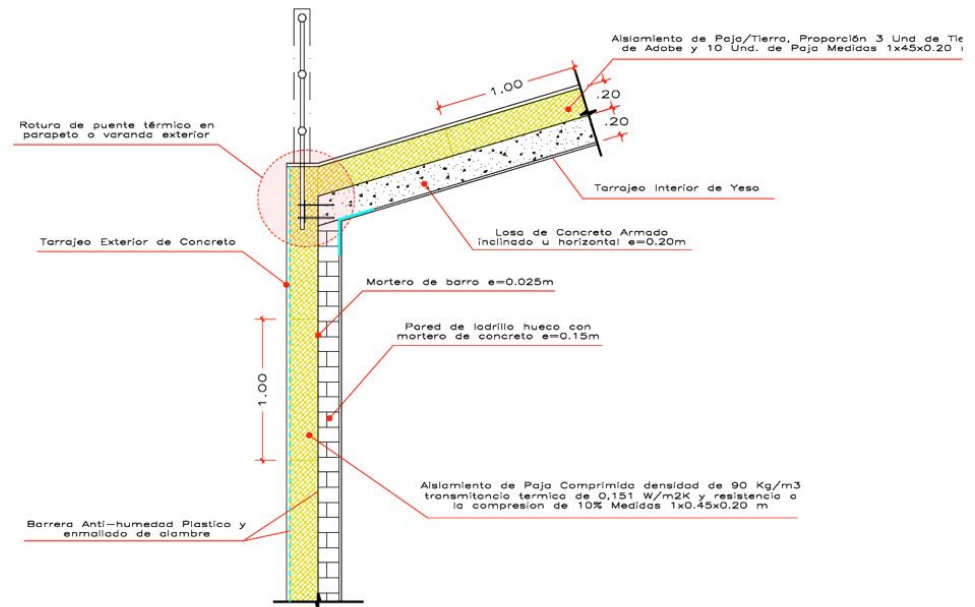 Aislamiento de Paja/Tierra, Proporción 3 Und de
de Adobe y 10 Und. de Paja Medidas 1x45x0.20
1.00
.20
.20
Rotura de puente térmico en
parapeto o varanda exterior
Tarrajeo Interior de Yeso
Losa de Concreto Armado
inclinado u horizontal e=0.20m
Tarrajeo Exterior de Concreto
Mortero de barro e=0.025m
Pared de ladrillo hueco con
mortero de concreto e=0.15m
1.00
Aislamiento de Paja Comprimida densidad de 90 Kg/m3
transmitancia termica de 0,151 W/m2K y resistencia a
la compresion de 10% Medidas 1x0.45x0.20 m
Barrera Anti-humedad Plastico y
enmallado de alambre